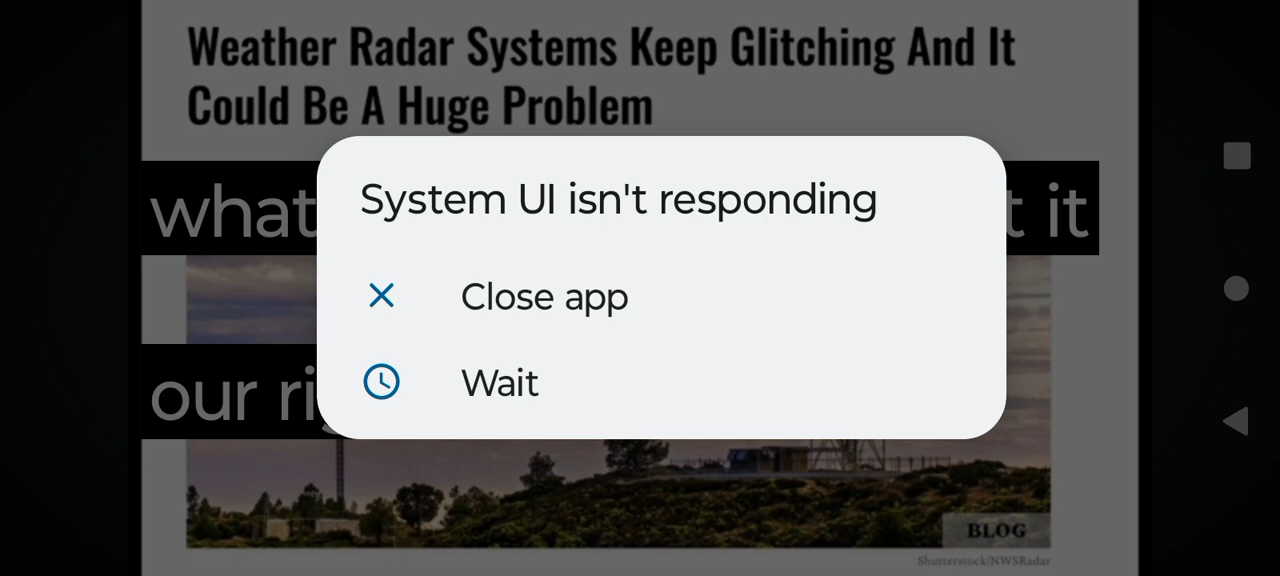 Weather Radar Systems Keep Glitching And It
Could Be A Huge Problem
System UI isn't responding
what
it
Close app
Wait
our
BLOG
Shutterstock/NWSRadar